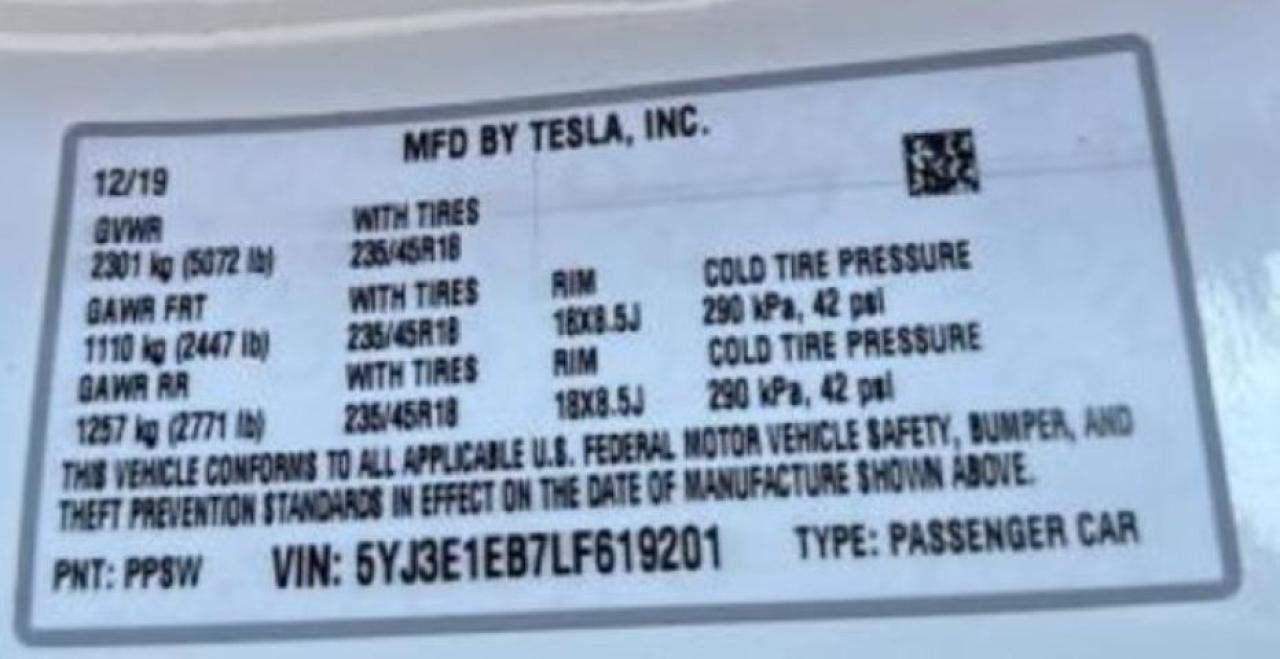 MFD BY TESLA, INC.
12/19
GVWR WITH TIRES
2301 kg (5072 lb) 235/45R18
GAWR FRT WITH TIRES RIM COLD TIRE PRESSURE
1110 kg (2447 lb) 235/45R18 18X8.5J 290 kPa, 42 psi
GAWR RR WITH TIRES RIM COLD TIRE PRESSURE
1257 kg (2771 lb) 235/45R18 18X8.5J 290 kPa, 42 psi
THIS VEHICLE CONFORMS TO ALL APPLICABLE U.S. FEDERAL MOTOR VEHICLE SAFETY, BUMPER, AND
THEFT PREVENTION STANDARDS IN EFFECT ON THE DATE OF MANUFACTURE SHOWN ABOVE.
PNT: PPSW VIN: 5YJ3E1EB7LF619201 TYPE: PASSENGER CAR